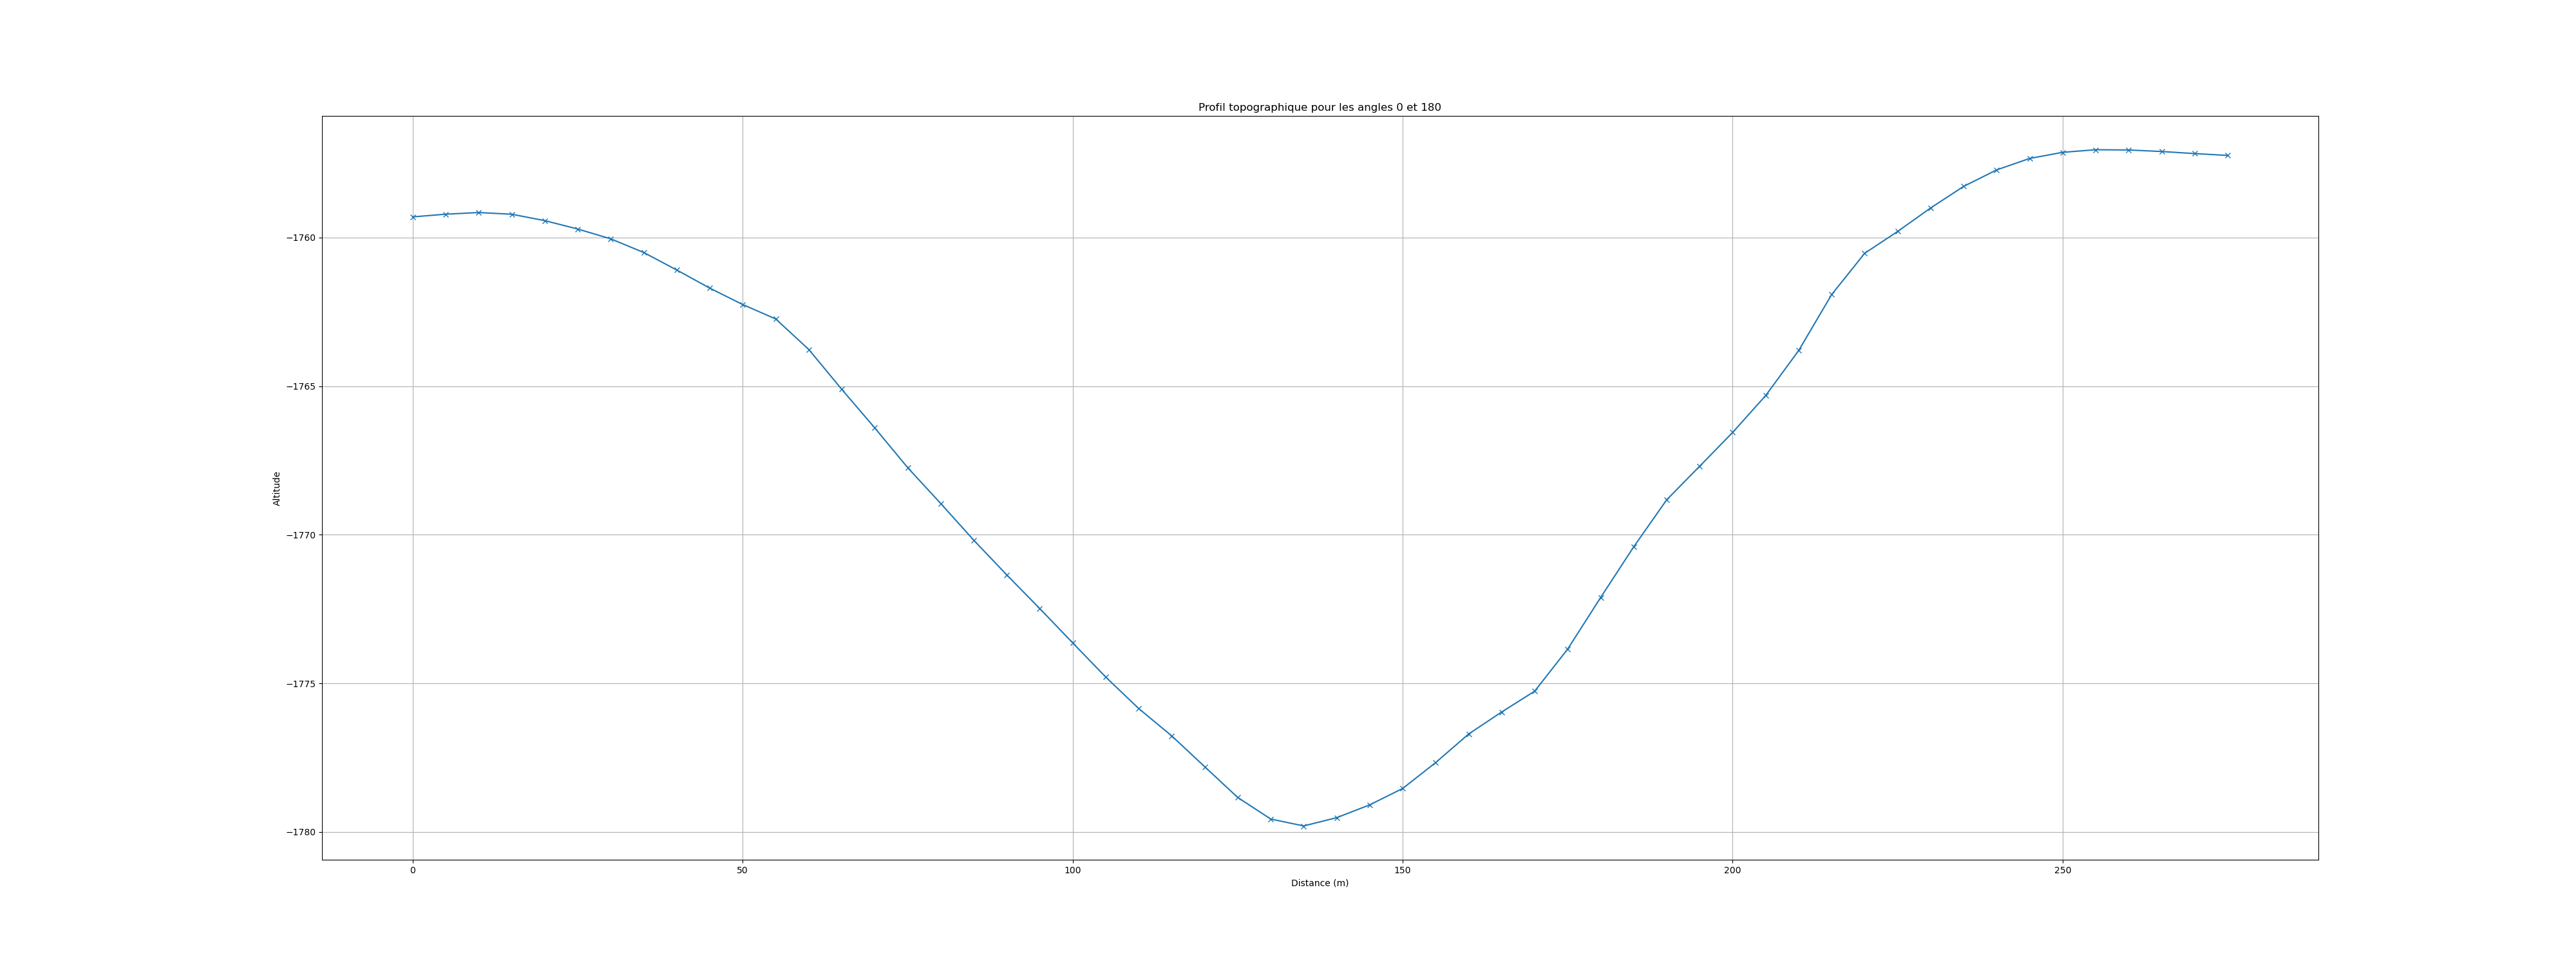 Profil topographique pour les angles 0 et 180
−1760
−1765
−1770
−1775
−1780
Altitude
0 50 100 150 200 250
Distance (m)